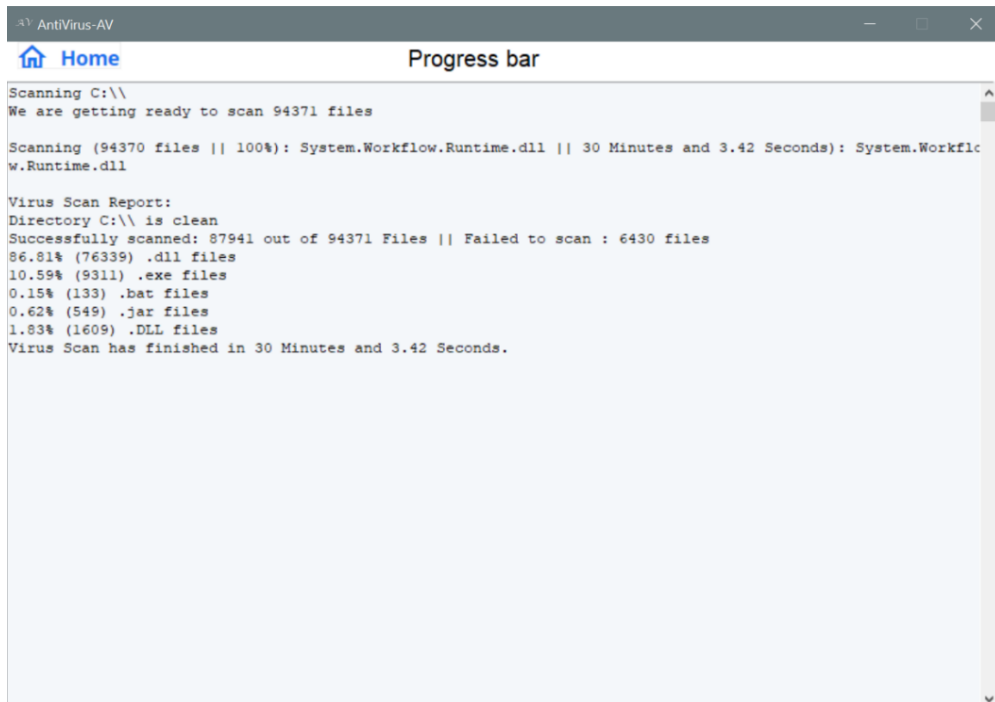 AV AntiVirus-AV
Home
Progress bar
Scanning C:\\
We are getting ready to scan 94371 files
Scanning (94370 files || 100%): System.Workflow.Runtime.dll || 30 Minutes and 3.42 Seconds): System.Workflo
w.Runtime.dll
Virus Scan Report:
Directory C:\\ is clean
Successfully scanned: 87941 out of 94371 Files || Failed to scan : 6430 files
86.81% (76339) .dll files
10.59% (9311) .exe files
0.15% (133) .bat files
0.62% (549) .jar files
1.83% (1609) .DLL files
Virus Scan has finished in 30 Minutes and 3.42 Seconds.